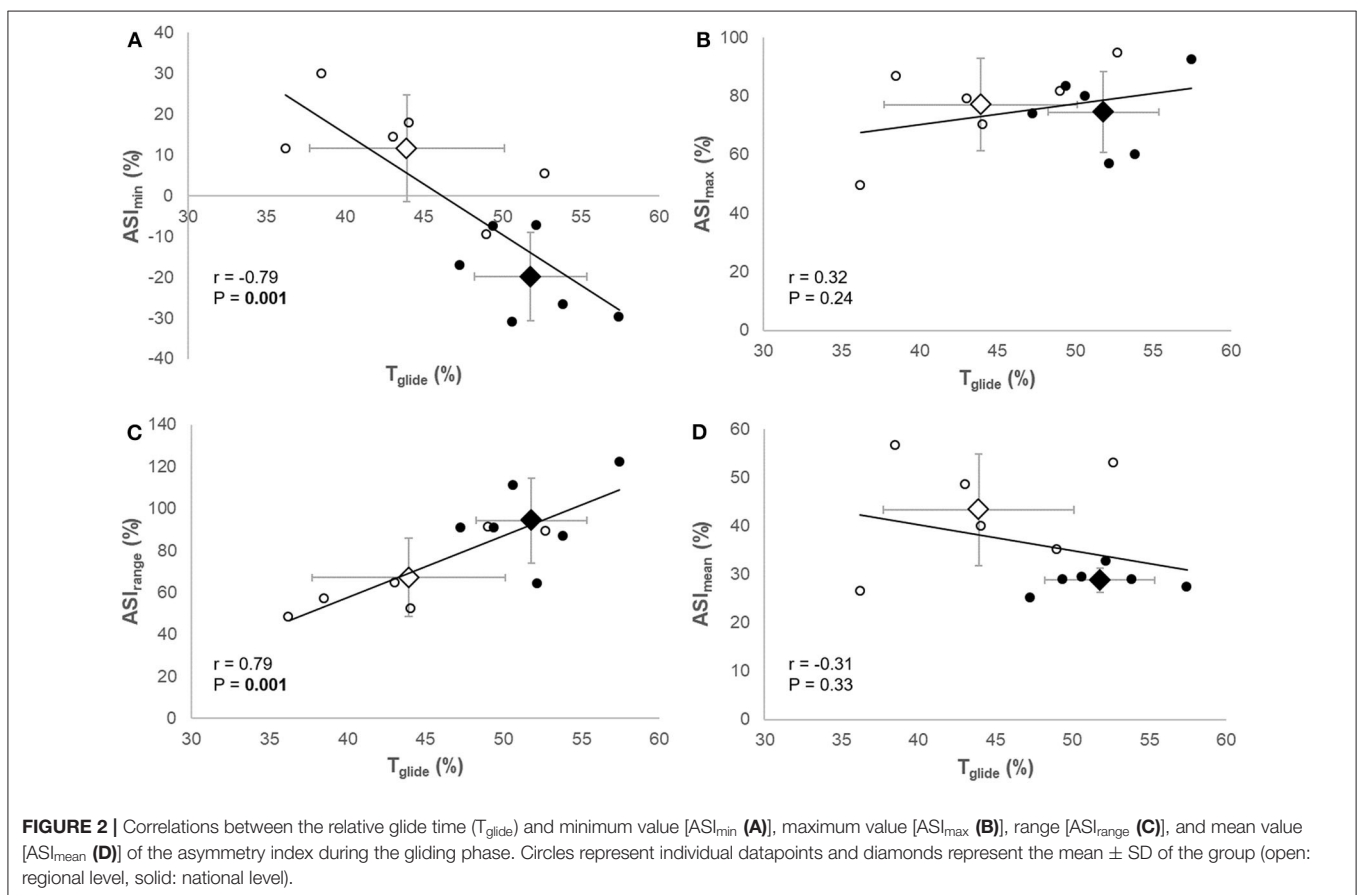 A
40
30
20
10
0
-10
-20
-30
-40
30 35 40 45 50 55 60
ASImin (%)
Tglide (%)
r = -0.79
P = 0.001
B
100
80
60
40
20
0
30 35 40 45 50 55 60
ASImax (%)
Tglide (%)
r = 0.32
P = 0.24
C
140
120
100
80
60
40
20
0
30 35 40 45 50 55 60
ASIrange (%)
Tglide (%)
r = 0.79
P = 0.001
D
60
50
40
30
20
10
0
30 35 40 45 50 55 60
ASImean (%)
Tglide (%)
r = -0.31
P = 0.33
FIGURE 2 | Correlations between the relative glide time (Tglide) and minimum value [ASImin (A)], maximum value [ASImax (B)], range [ASIrange (C)], and mean value
[ASImean (D)] of the asymmetry index during the gliding phase. Circles represent individual datapoints and diamonds represent the mean ± SD of the group (open:
regional level, solid: national level).